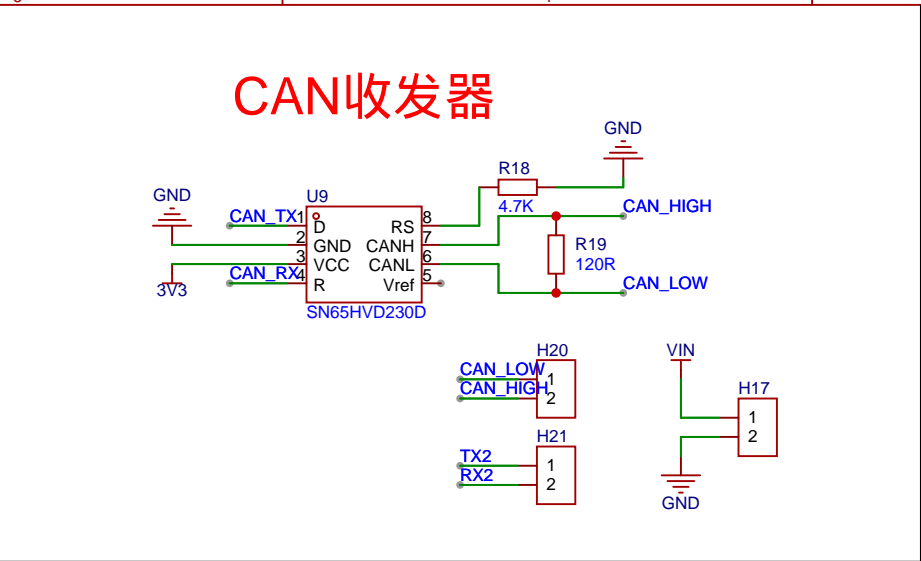 CAN收发器
GND
R18
4.7K
GND
U9
CAN_TX
1
D
RS
8
CAN_HIGH
2
GND
CANH
7
R19
120R
3
VCC
CANL
6
3V3
CAN_RX
4
R
Vref
5
CAN_LOW
SN65HVD230D
H20
CAN_LOW
1
CAN_HIGH
2
VIN
H17
1
2
GND
H21
TX2
1
RX2
2